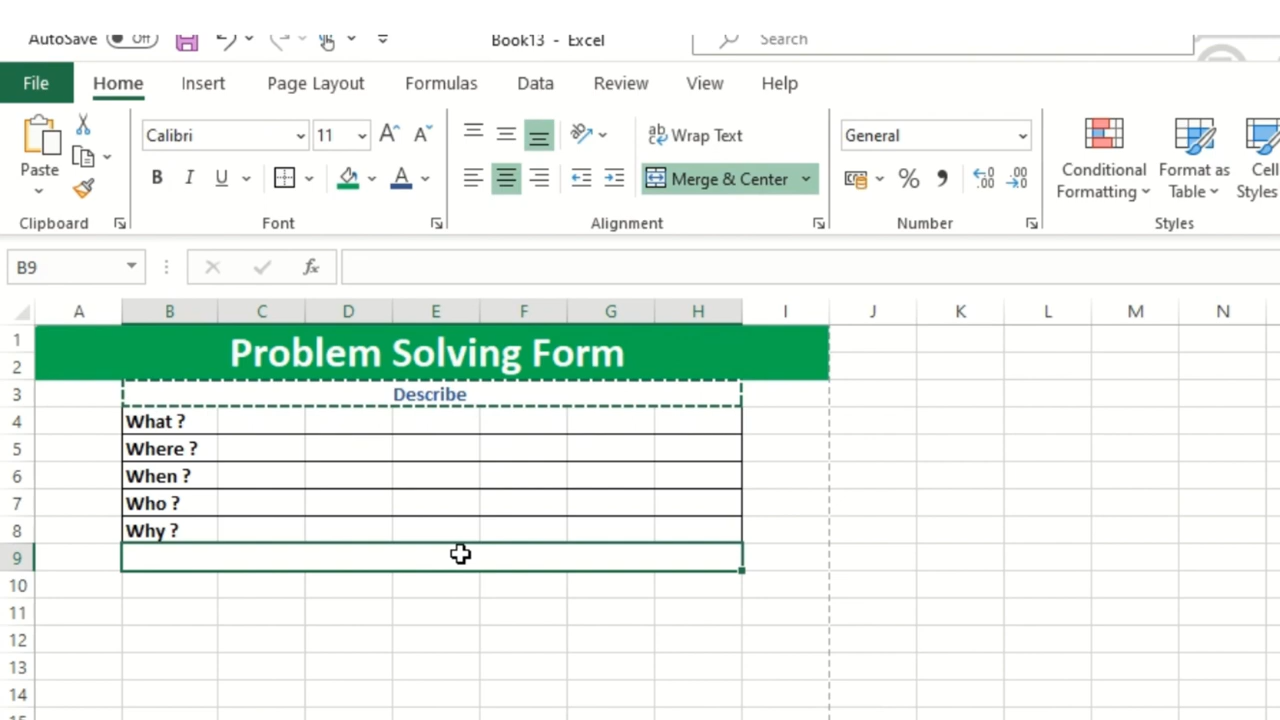 AutoSave Off Book13 - Excel Search
File Home Insert Page Layout Formulas Data Review View Help
Calibri 11 Wrap Text General
Paste B I U Merge & Center % Conditional Formatting Format as Table Cell Styles
Clipboard Font Alignment Number Styles
B9 fx
A B C D E F G H I J K L M N
1 Problem Solving Form
2
3 Describe
4 What ?
5 Where ?
6 When ?
7 Who ?
8 Why ?
9
10
11
12
13
14